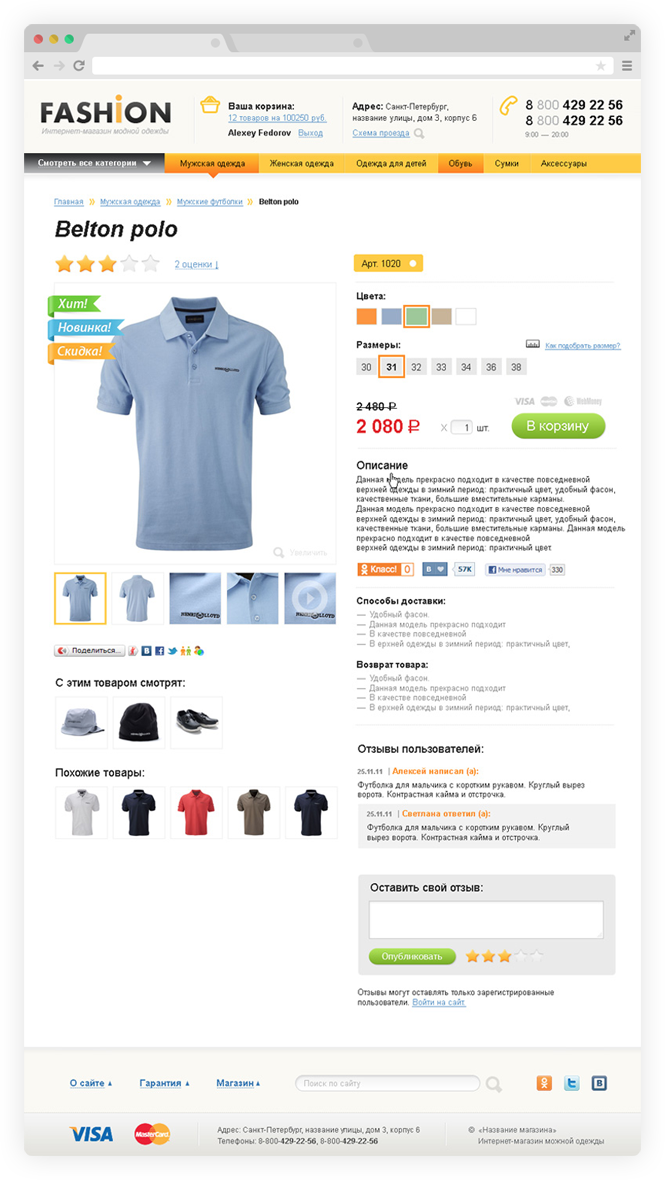 FASHION
Интернет-магазин модной одежды
Ваша корзина:
12 товаров на 100250 руб.
Alexey Fedorov Выход
Адрес: Санкт-Петербург,
название улицы, дом 3, корпус 6
Схема проезда
8 800 429 22 56
8 800 429 22 56
9:00 — 20:00
Смотреть все категории Мужская одежда Женская одежда Одежда для детей Обувь Сумки Аксессуары
Главная » Мужская одежда » Мужские футболки » Belton polo
Belton polo
2 оценки ↓
Арт. 1020
Хит!
Новинка!
Скидка!
Увеличить
Цвета:
Размеры:
Как подобрать размер?
30 31 32 33 34 36 38
2 480 ₽
2 080 ₽
X 1 шт.
VISA WebMoney
В корзину
Описание
Данная модель прекрасно подходит в качестве повседневной
верхней одежды в зимний период: практичный цвет, удобный фасон,
качественные ткани, большие вместительные карманы.
Данная модель прекрасно подходит в качестве повседневной
верхней одежды в зимний период: практичный цвет, удобный фасон,
качественные ткани, большие вместительные карманы. Данная модель
прекрасно подходит в качестве повседневной
верхней одежды в зимний период: практичный цвет
Класс! 0
В 57K
Мне нравится 330
Поделиться...
С этим товаром смотрят:
Похожие товары:
Способы доставки:
— Удобный фасон.
— Данная модель прекрасно подходит
— В качестве повседневной
— В ерхней одежды в зимний период: практичный цвет,
Возврат товара:
— Удобный фасон.
— Данная модель прекрасно подходит
— В качестве повседневной
— В ерхней одежды в зимний период: практичный цвет,
Отзывы пользователей:
25.11.11 | Алексей написал (а):
Футболка для мальчика с коротким рукавом. Круглый вырез
ворота. Контрастная кайма и отстрочка.
25.11.11 | Светлана ответил (а):
Футболка для мальчика с коротким рукавом. Круглый
вырез ворота. Контрастная кайма и отстрочка.
Оставить свой отзыв:
Опубликовать
Отзывы могут оставлять только зарегистрированные
пользователи. Войти на сайт.
О сайте Гарантия Магазин
Поиск по сайту
VISA MasterCard
Адрес: Санкт-Петербург, название улицы, дом 3, корпус 6
Телефоны: 8-800-429-22-56, 8-800-429-22-56
© «Название магазина»
Интернет-магазин можной одежды